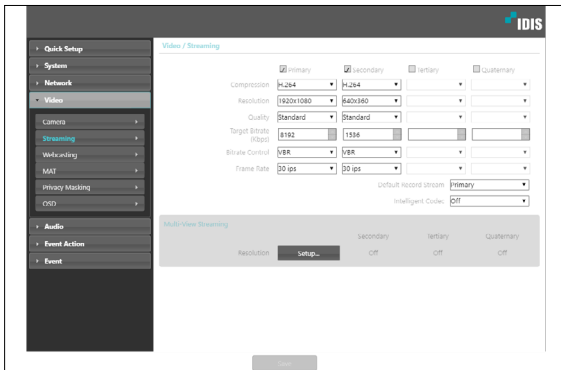 IDIS
Quick Setup
System
Network
Video
Camera
Streaming
Webcasting
MAT
Privacy Masking
OSD
Audio
Event Action
Event
Video / Streaming
Primary Secondary Tertiary Quaternary
Compression H.264 H.264
Resolution 1920x1080 640x360
Quality Standard Standard
Target Bitrate (Kbps) 8192 1536
Bitrate Control VBR VBR
Frame Rate 30 ips 30 ips
Default Record Stream Primary
Intelligent Codec Off
Multi-View Streaming
Secondary Tertiary Quaternary
Resolution Setup... Off Off Off